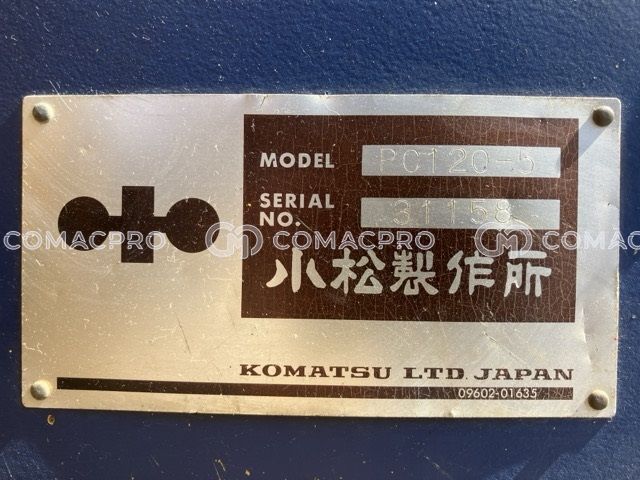 MODEL PC120-5
SERIAL NO. 31158
小松製作所
KOMATSU LTD. JAPAN
09602-01635
COMACPRO COMACPRO COMACPRO